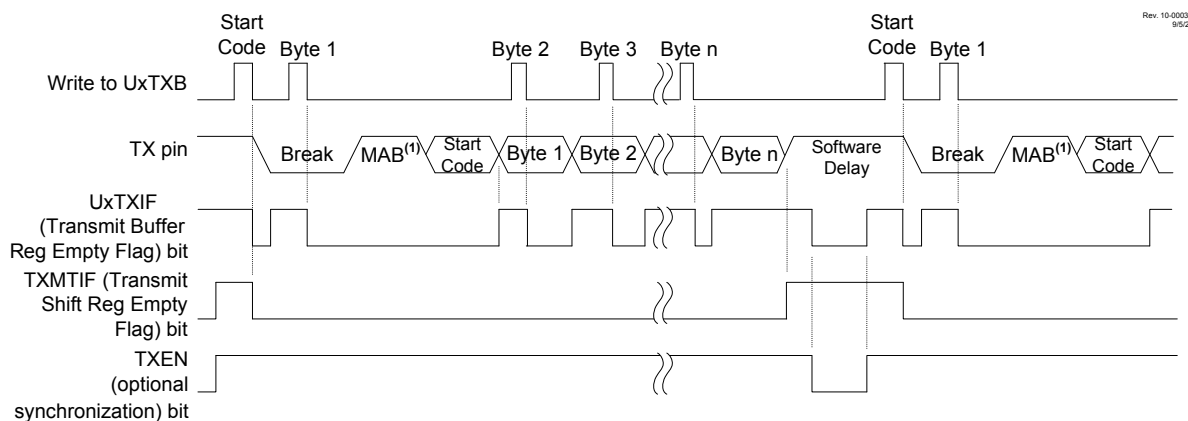 Rev. 10-0003
9/5/2
Start Code
Byte 1
Byte 2
Byte 3
Byte n
Start Code
Byte 1
Write to UxTXB
TX pin
Break
MAB(1)
Start Code
Byte 1
Byte 2
Byte n
Software Delay
Break
MAB(1)
Start Code
UxTXIF
(Transmit Buffer
Reg Empty Flag) bit
TXMTIF (Transmit
Shift Reg Empty
Flag) bit
TXEN
(optional
synchronization) bit